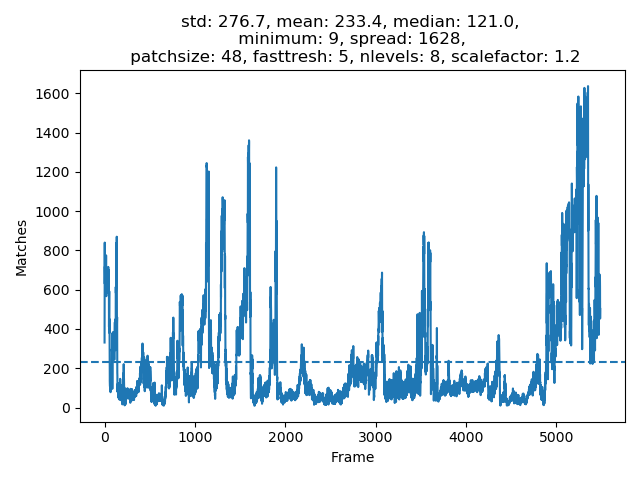 std: 276.7, mean: 233.4, median: 121.0,
minimum: 9, spread: 1628,
patchsize: 48, fasttresh: 5, nlevels: 8, scalefactor: 1.2
1600
1400
1200
1000
800
600
400
200
0
Matches
0 1000 2000 3000 4000 5000
Frame